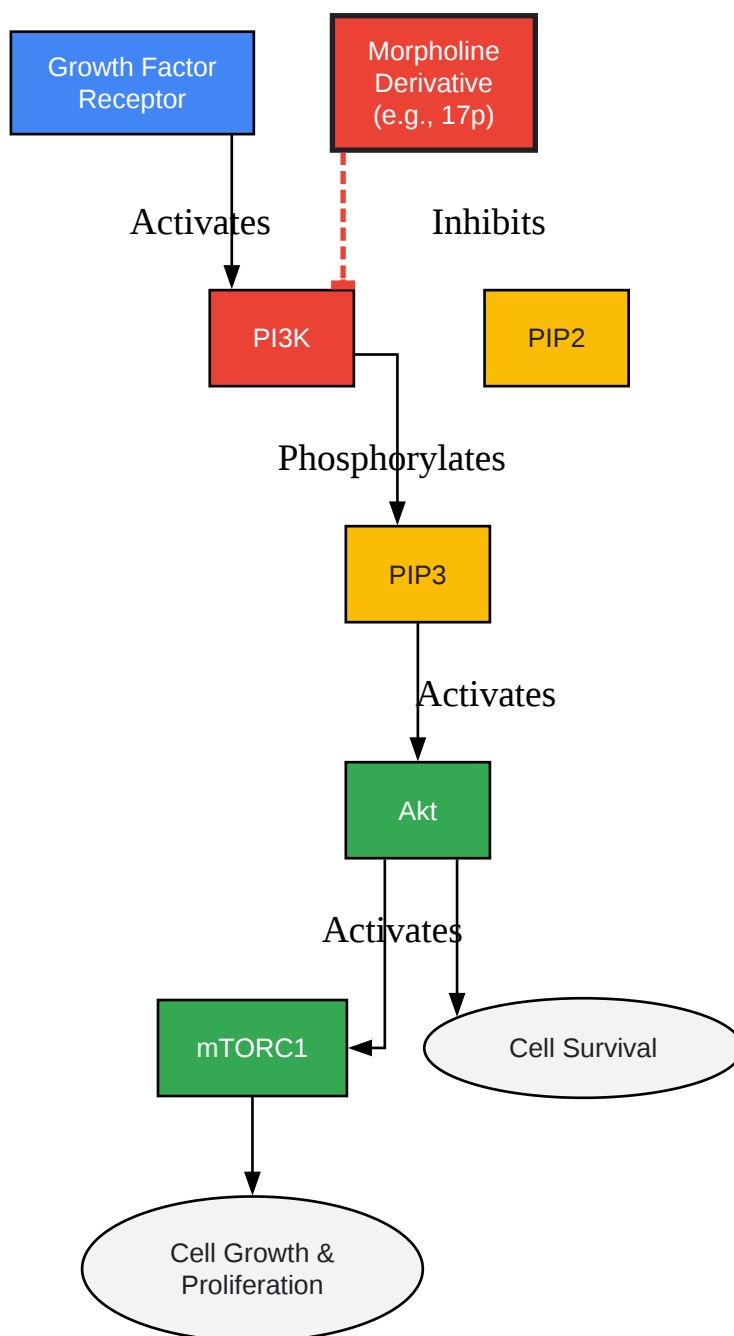 Growth Factor
Receptor
Morpholine
Derivative
(e.g., 17p)
Activates
Inhibits
PI3K
PIP2
Phosphorylates
PIP3
Activates
Akt
Activates
mTORC1
Cell Survival
Cell Growth &
Proliferation